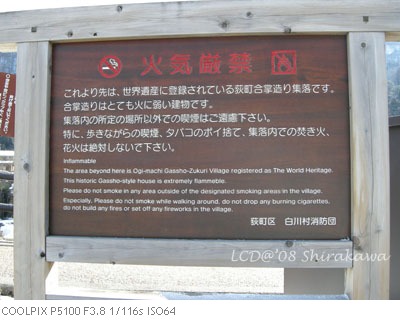 火気厳禁
これより先は、世界遺産に登録されている荻町合掌造り集落です。
合掌造りはとても火に弱い建物です。
集落内の所定の場所以外での喫煙はご遠慮下さい。
特に、歩きながらの喫煙、タバコのポイ捨て、集落内での焚き火、
花火は絶対しないで下さい。
Inflammable
The area beyond here is Ogi-machi Gassho-Zukuri Village registered as The World Heritage.
This historic Gassho-style house is extremely flammeble.
Please do not smoke in any area outside of the designated smoking areas in the village.
Especially, Please do not smoke while walking around, do not drop any burning cigarettes,
do not build any fires or set off any fireworks in the village.
荻町区 白川村消防団
LCD@'08 Shirakawa
COOLPIX P5100 F3.8 1/116s ISO64